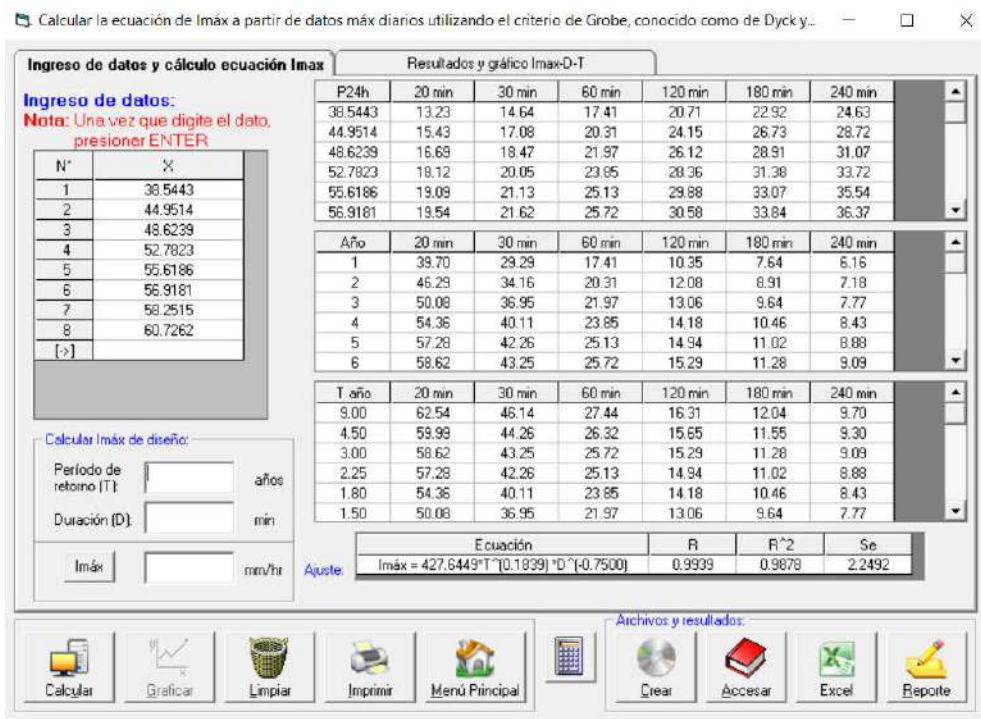 Calcular la ecuación de Imáx a partir de datos máx diarios utilizando el criterio de Grobe, conocido como de Dyck y...
Ingreso de datos y cálculo ecuación Imax
Resultados y gráfico Imax-D-T
Ingreso de datos:
Nota: Una vez que digite el dato,
presionar ENTER
N° X
1 38.5443
2 44.9514
3 48.6239
4 52.7823
5 55.6186
6 56.9181
7 58.2515
8 60.7262
[->]
P24h 20 min 30 min 60 min 120 min 180 min 240 min
38.5443 13.23 14.64 17.41 20.71 22.92 24.63
44.9514 15.43 17.08 20.31 24.15 26.73 28.72
48.6239 16.69 18.47 21.97 26.12 28.91 31.07
52.7823 18.12 20.05 23.85 28.36 31.38 33.72
55.6186 19.09 21.13 25.13 29.88 33.07 35.54
56.9181 19.54 21.62 25.72 30.58 33.84 36.37
Año 20 min 30 min 60 min 120 min 180 min 240 min
1 39.70 29.29 17.41 10.35 7.64 6.16
2 46.29 34.16 20.31 12.08 8.91 7.18
3 50.08 36.95 21.97 13.06 9.64 7.77
4 54.36 40.11 23.85 14.18 10.46 8.43
5 57.28 42.26 25.13 14.94 11.02 8.88
6 58.62 43.25 25.72 15.29 11.28 9.09
T año 20 min 30 min 60 min 120 min 180 min 240 min
9.00 62.54 46.14 27.44 16.31 12.04 9.70
4.50 59.99 44.26 26.32 15.65 11.55 9.30
3.00 58.62 43.25 25.72 15.29 11.28 9.09
2.25 57.28 42.26 25.13 14.94 11.02 8.88
1.80 54.36 40.11 23.85 14.18 10.46 8.43
1.50 50.08 36.95 21.97 13.06 9.64 7.77
Calcular Imáx de diseño:
Período de
retorno (T):
años
Duración (D):
min
Imáx
mm/hr
Ajuste:
Ecuación R R^2 Se
Imáx = 427.6449*T^(0.1839) *D^(-0.7500) 0.9939 0.9878 2.2492
Archivos y resultados:
Calcular
Graficar
Limpiar
Imprimir
Menú Principal
Crear
Accesar
Excel
Reporte